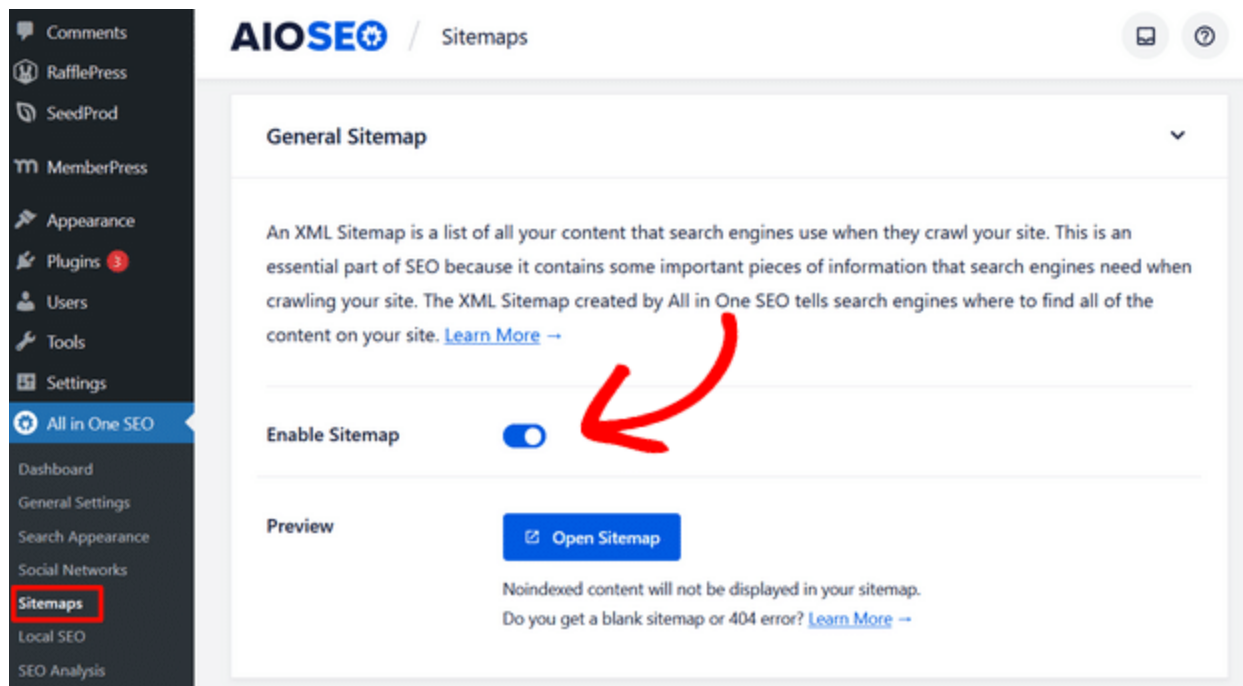 Comments
RafflePress
SeedProd
MemberPress
Appearance
Plugins 3
Users
Tools
Settings
All in One SEO
Dashboard
General Settings
Search Appearance
Social Networks
Sitemaps
Local SEO
SEO Analysis
AIOSEO / Sitemaps
General Sitemap
An XML Sitemap is a list of all your content that search engines use when they crawl your site. This is an
essential part of SEO because it contains some important pieces of information that search engines need when
crawling your site. The XML Sitemap created by All in One SEO tells search engines where to find all of the
content on your site. Learn More →
Enable Sitemap
Preview
Open Sitemap
Noindexed content will not be displayed in your sitemap.
Do you get a blank sitemap or 404 error? Learn More →